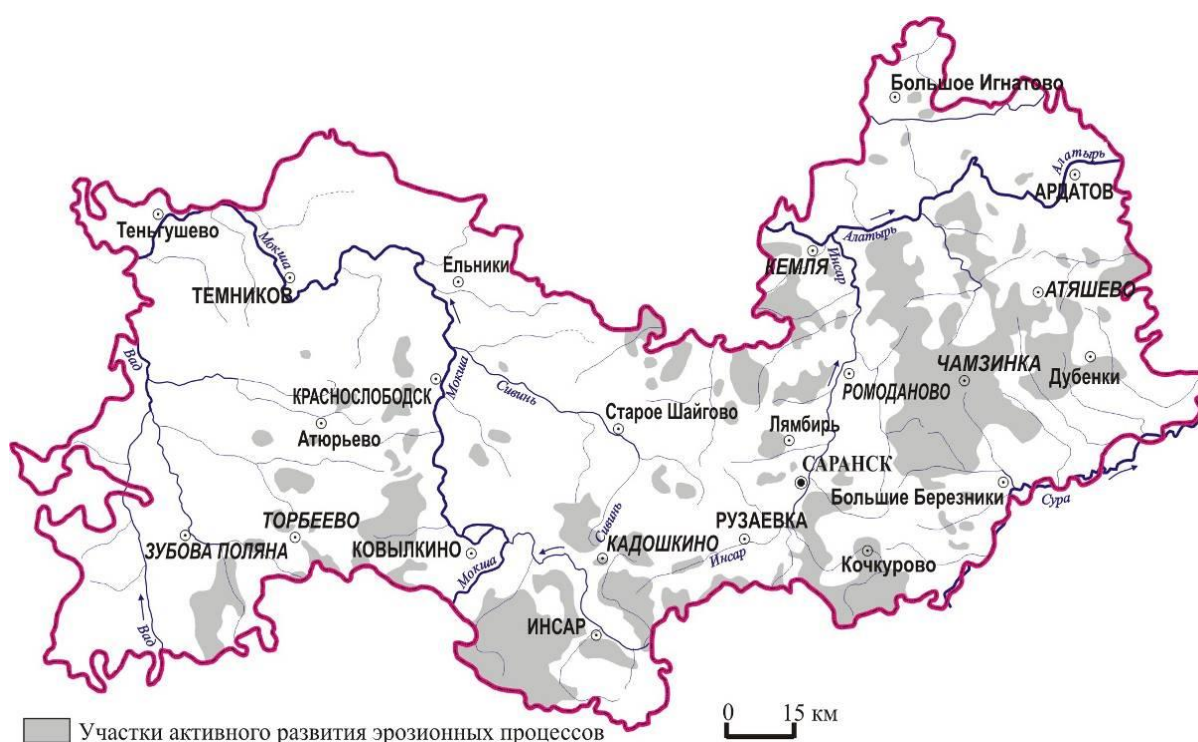 Большое Игнатово
Алатырь
АРДАТОВ
Теньгушево
Мокша
ТЕМНИКОВ
Ельники
КЕМЛЯ
Алатырь
Инсар
АТЯШЕВО
Вад
Мокша
КРАСНОСЛОБОДСК
Атюрьево
Сивинь
Старое Шайгово
Лямбирь
РОМОДАНОВО
ЧАМЗИНКА
Дубенки
САРАНСК
Большие Березники
Сура
ЗУБОВА ПОЛЯНА
ТОРБЕЕВО
КОВЫЛКИНО
Мокша
Сивинь
КАДОШКИНО
РУЗАЕВКА
Инсар
Кочкурово
Вад
ИНСАР
Участки активного развития эрозионных процессов
0 15 км